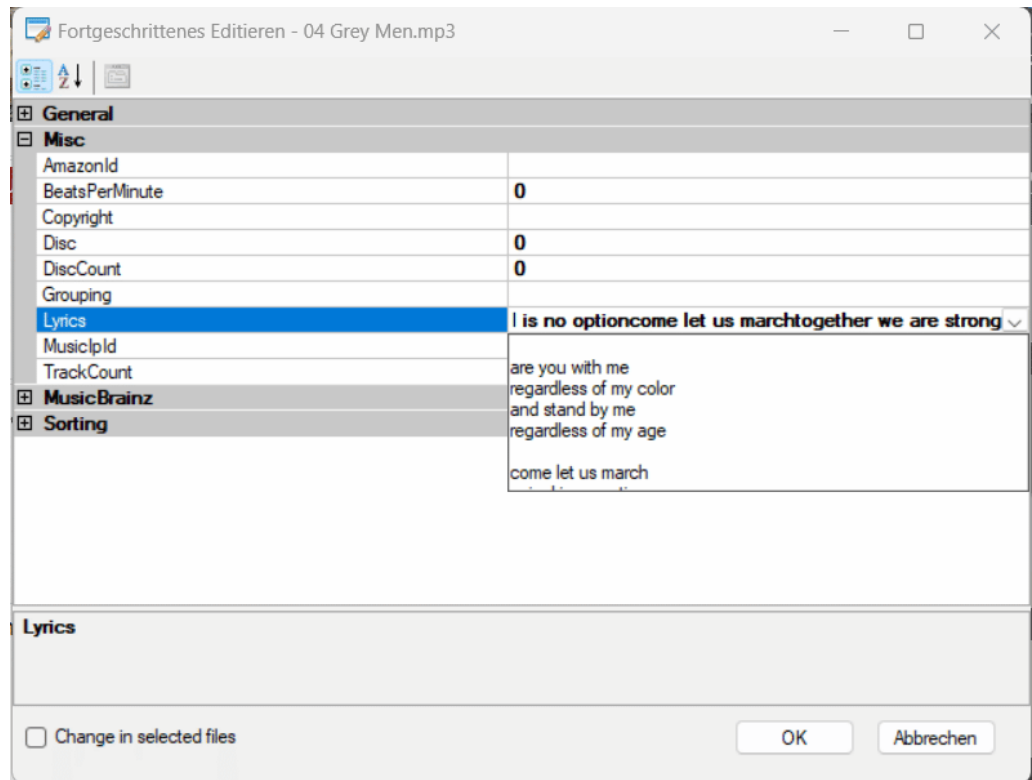 Fortgeschrittenes Editieren - 04 Grey Men.mp3
General
Misc
AmazonId
BeatsPerMinute 0
Copyright
Disc 0
DiscCount 0
Grouping
Lyrics l is no optioncome let us marchtogether we are strong
MusicIpId
are you with me
TrackCount
regardless of my color
and stand by me
MusicBrainz
regardless of my age
Sorting
come let us march
Lyrics
Change in selected files
OK Abbrechen